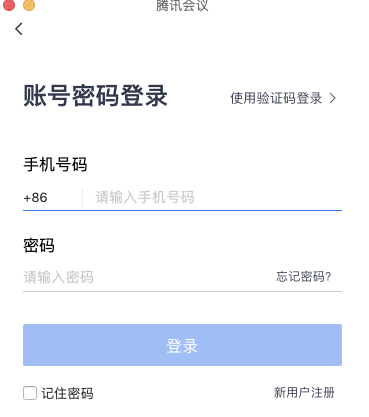 腾讯会议
账号密码登录
使用验证码登录
手机号码
+86 请输入手机号码
密码
请输入密码 忘记密码?
登录
记住密码 新用户注册